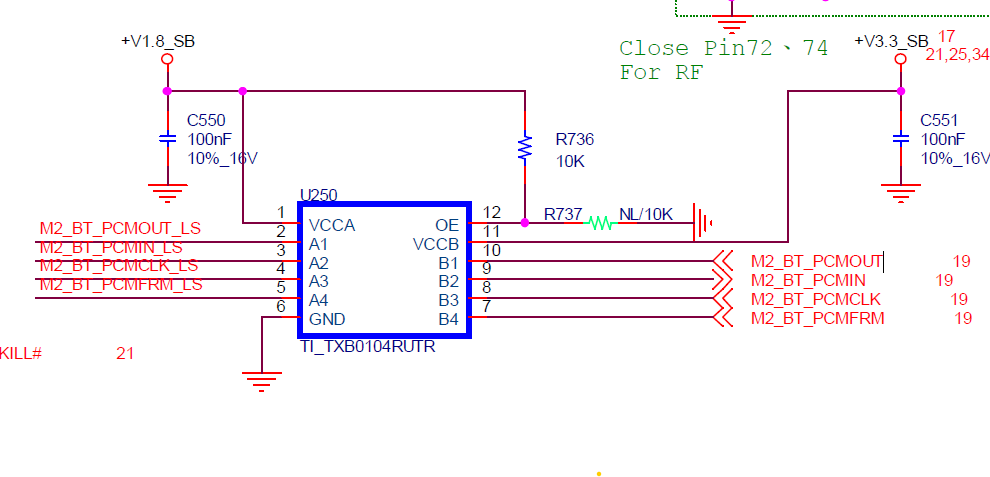 +V1.8_SB
Close Pin72、74
For RF
+V3.3_SB
17
21,25,34
C550
100nF
10%_16V
R736
10K
C551
100nF
10%_16V
U250
1
2
3
4
5
6
VCCA
A1
A2
A3
A4
GND
OE
VCCB
B1
B2
B3
B4
12
11
10
9
8
7
R737
NL/10K
M2_BT_PCMOUT_LS
M2_BT_PCMIN_LS
M2_BT_PCMCLK_LS
M2_BT_PCMFRM_LS
M2_BT_PCMOUT 19
M2_BT_PCMIN 19
M2_BT_PCMCLK 19
M2_BT_PCMFRM 19
TI_TXB0104RUTR
KILL# 21